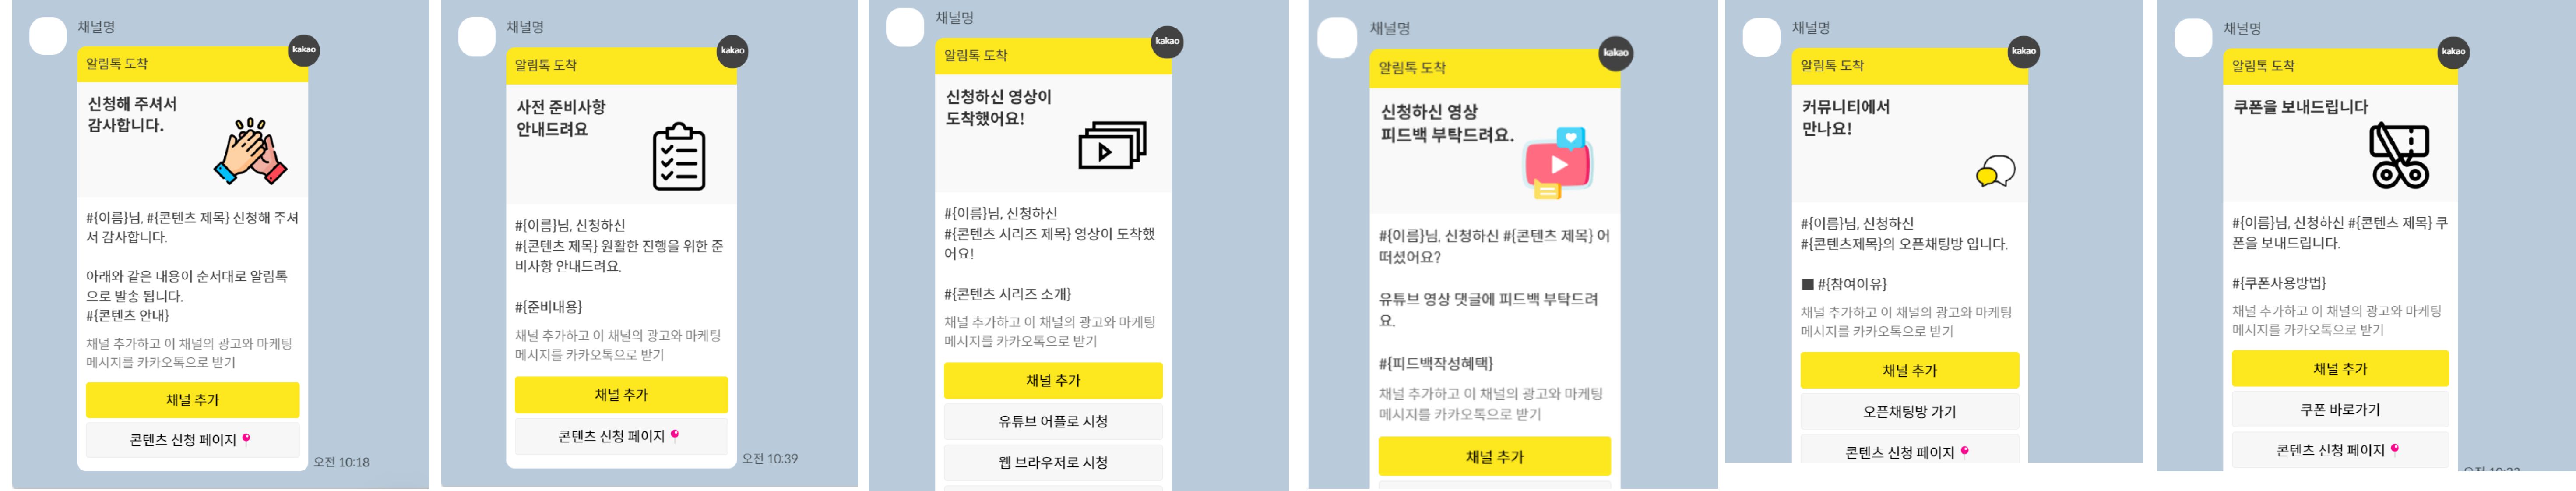 채널명
kakao
알림톡 도착
신청해 주셔서
감사합니다.
#{이름}님, #{콘텐츠 제목} 신청해 주셔
서 감사합니다.
아래와 같은 내용이 순서대로 알림톡
으로 발송 됩니다.
#{콘텐츠 안내}
채널 추가하고 이 채널의 광고와 마케팅
메시지를 카카오톡으로 받기
채널 추가
콘텐츠 신청 페이지
오전 10:18
채널명
kakao
알림톡 도착
사전 준비사항
안내드려요
#{이름}님, 신청하신
#{콘텐츠 제목} 원활한 진행을 위한 준
비사항 안내드려요.
#{준비내용}
채널 추가하고 이 채널의 광고와 마케팅
메시지를 카카오톡으로 받기
채널 추가
콘텐츠 신청 페이지
오전 10:39
채널명
kakao
알림톡 도착
신청하신 영상이
도착했어요!
#{이름}님, 신청하신
#{콘텐츠 시리즈 제목} 영상이 도착했
어요!
#{콘텐츠 시리즈 소개}
채널 추가하고 이 채널의 광고와 마케팅
메시지를 카카오톡으로 받기
채널 추가
유튜브 어플로 시청
웹 브라우저로 시청
채널명
kakao
알림톡 도착
신청하신 영상
피드백 부탁드려요.
#{이름}님, 신청하신 #{콘텐츠 제목} 어
떠셨어요?
유튜브 영상 댓글에 피드백 부탁드려
요.
#{피드백작성혜택}
채널 추가하고 이 채널의 광고와 마케팅
메시지를 카카오톡으로 받기
채널 추가
채널명
kakao
알림톡 도착
커뮤니티에서
만나요!
#{이름}님, 신청하신
#{콘텐츠제목}의 오픈채팅방 입니다.
■ #{참여이유}
채널 추가하고 이 채널의 광고와 마케팅
메시지를 카카오톡으로 받기
채널 추가
오픈채팅방 가기
콘텐츠 신청 페이지
채널명
kakao
알림톡 도착
쿠폰을 보내드립니다
#{이름}님, 신청하신 #{콘텐츠 제목} 쿠
폰을 보내드립니다.
#{쿠폰사용방법}
채널 추가하고 이 채널의 광고와 마케팅
메시지를 카카오톡으로 받기
채널 추가
쿠폰 바로가기
콘텐츠 신청 페이지